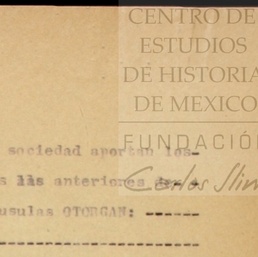 CENTRO DE
ESTUDIOS
DE HISTORIA
DE MEXICO
FUNDACIÓN
Carlos Slim
sociedad aportan los-
s las anteriores
usulas OTORGAN: ------